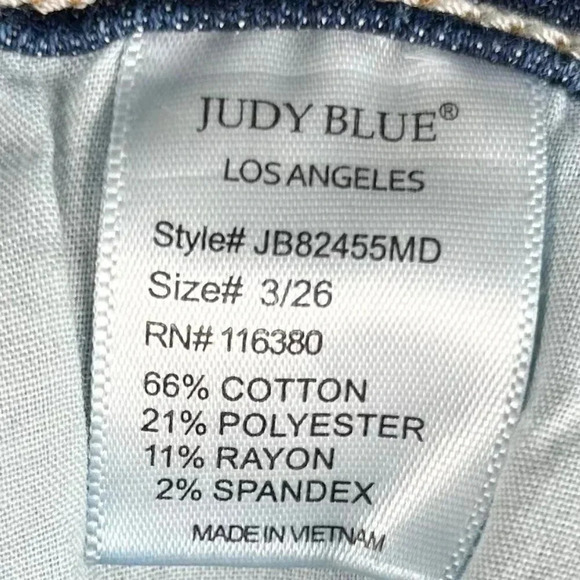 JUDY BLUE®
LOS ANGELES
Style# JB82455MD
Size# 3/26
RN# 116380
66% COTTON
21% POLYESTER
11% RAYON
2% SPANDEX
MADE IN VIETNAM